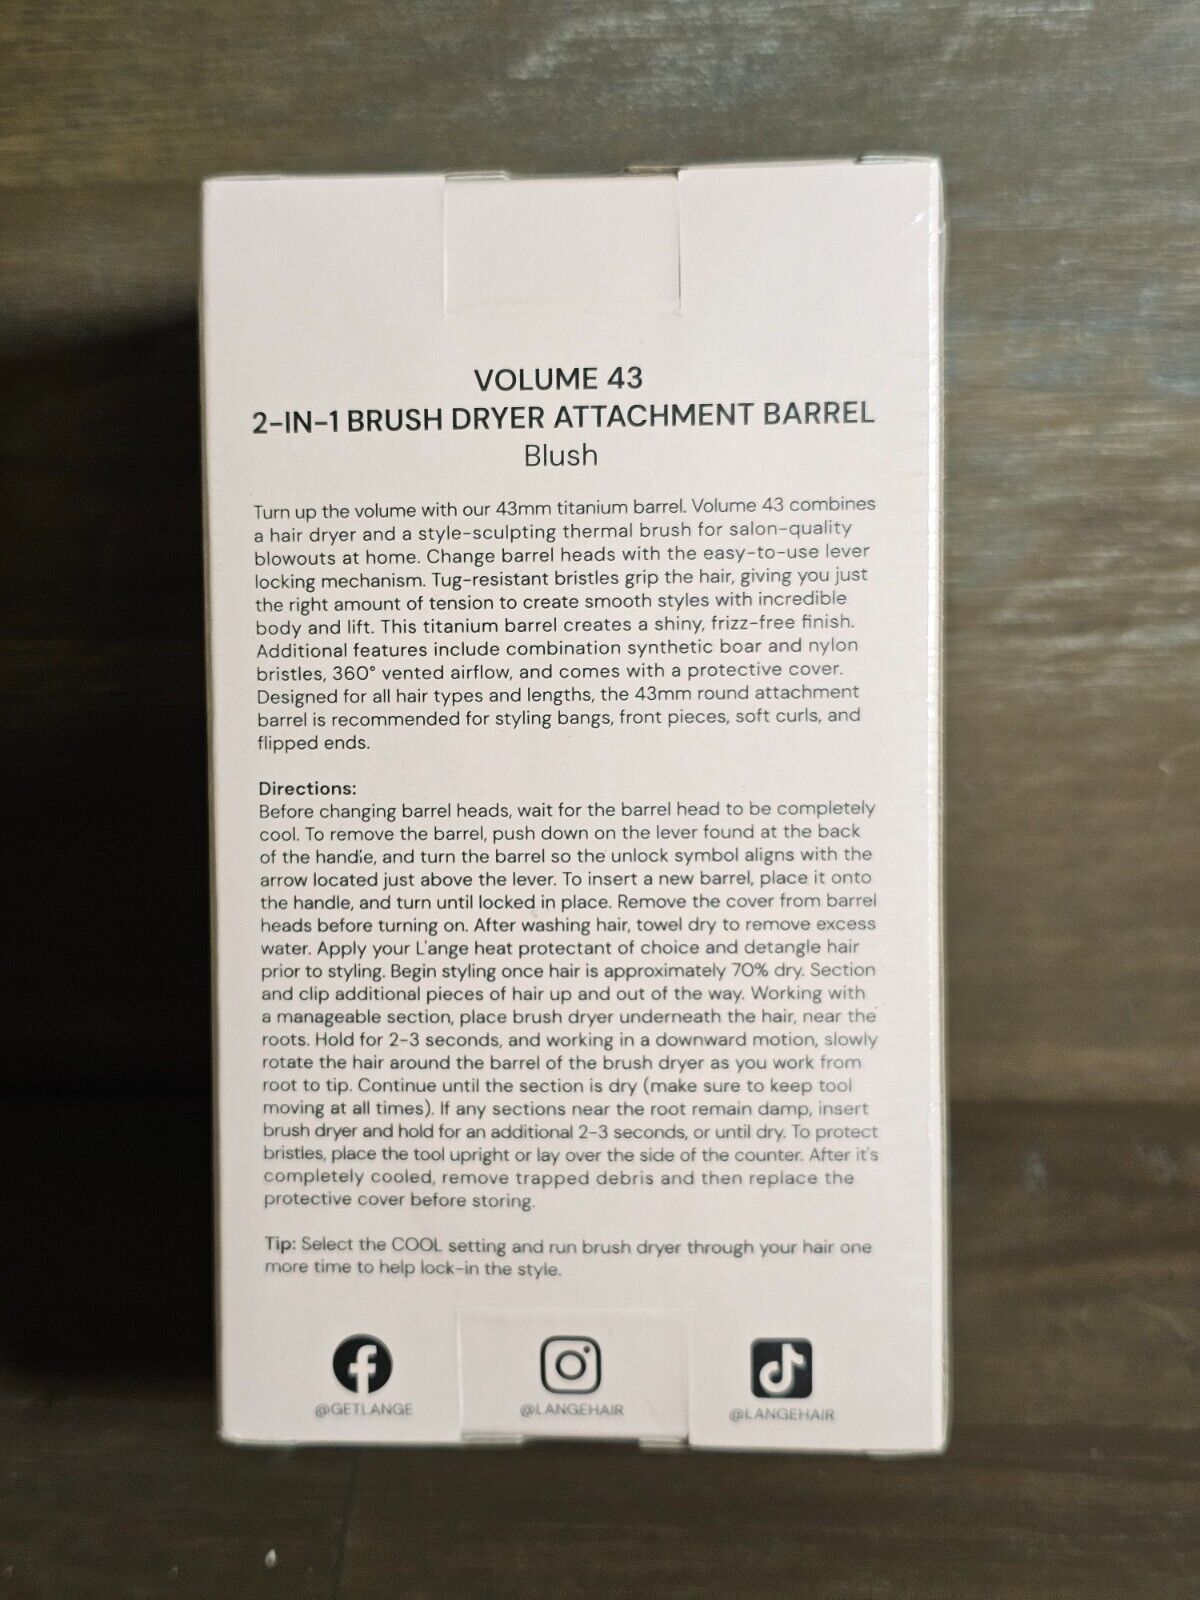 VOLUME 43
2-IN-1 BRUSH DRYER ATTACHMENT BARREL
Blush
Turn up the volume with our 43mm titanium barrel. Volume 43 combines
a hair dryer and a style-sculpting thermal brush for salon-quality
blowouts at home. Change barrel heads with the easy-to-use lever
locking mechanism. Tug-resistant bristles grip the hair, giving you just
the right amount of tension to create smooth styles with incredible
body and lift. This titanium barrel creates a shiny, frizz-free finish.
Additional features include combination synthetic boar and nylon
bristles, 360° vented airflow, and comes with a protective cover.
Designed for all hair types and lengths, the 43mm round attachment
barrel is recommended for styling bangs, front pieces, soft curls, and
flipped ends.
Directions:
Before changing barrel heads, wait for the barrel head to be completely
cool. To remove the barrel, push down on the lever found at the back
of the handle, and turn the barrel so the unlock symbol aligns with the
arrow located just above the lever. To insert a new barrel, place it onto
the handle, and turn until locked in place. Remove the cover from barrel
heads before turning on. After washing hair, towel dry to remove excess
water. Apply your L'ange heat protectant of choice and detangle hair
prior to styling. Begin styling once hair is approximately 70% dry. Section
and clip additional pieces of hair up and out of the way. Working with
a manageable section, place brush dryer underneath the hair, near the
roots. Hold for 2-3 seconds, and working in a downward motion, slowly
rotate the hair around the barrel of the brush dryer as you work from
root to tip. Continue until the section is dry (make sure to keep tool
moving at all times). If any sections near the root remain damp, insert
brush dryer and hold for an additional 2-3 seconds, or until dry. To protect
bristles, place the tool upright or lay over the side of the counter. After it's
completely cooled, remove trapped debris and then replace the
protective cover before storing.
Tip: Select the COOL setting and run brush dryer through your hair one
more time to help lock-in the style.
@GETLANGE
@LANGEHAIR
@LANGEHAIR